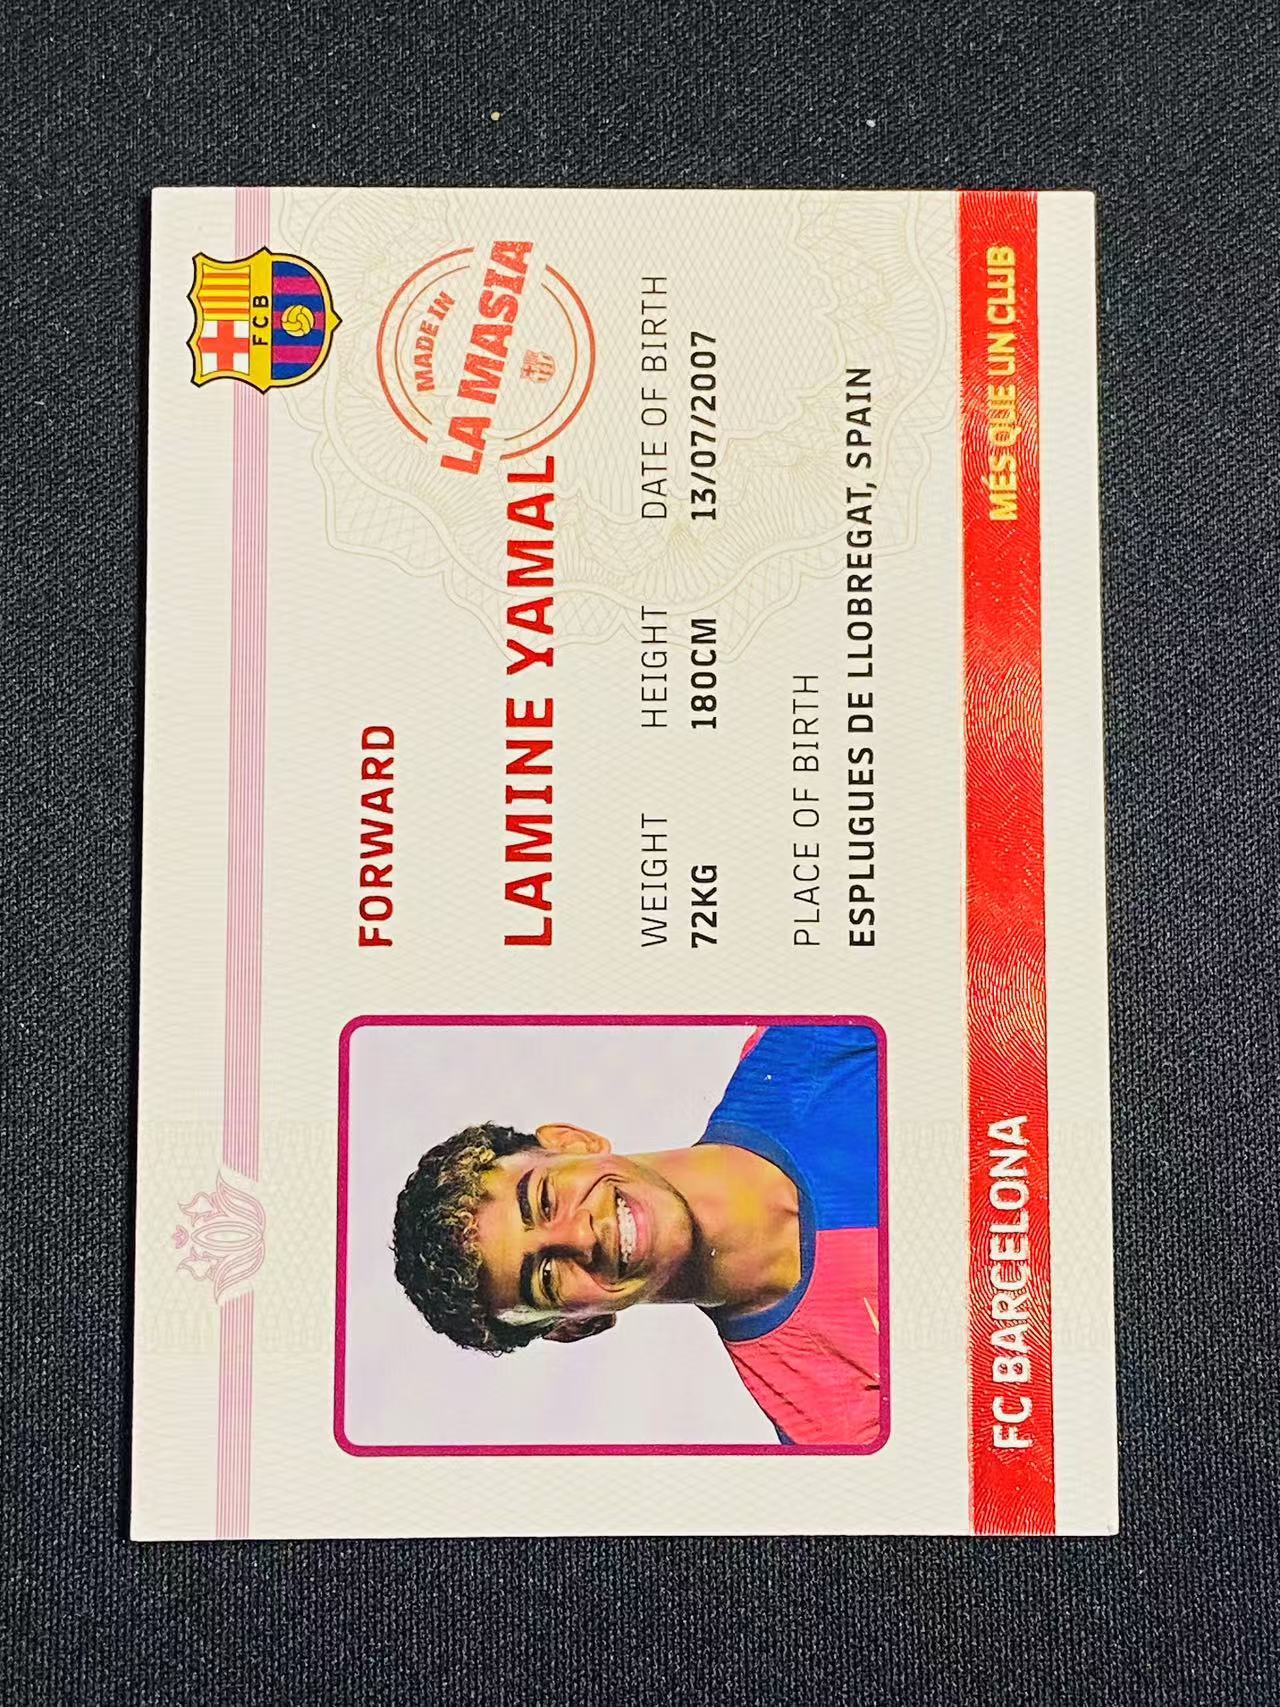 FCB
FORWARD
MADE IN
LA MASIA
LAMINE YAMAL
WEIGHT HEIGHT DATE OF BIRTH
72KG 180CM 13/07/2007
PLACE OF BIRTH
ESPLUGUES DE LLOBREGAT, SPAIN
FC BARCELONA MÉS QUE UN CLUB